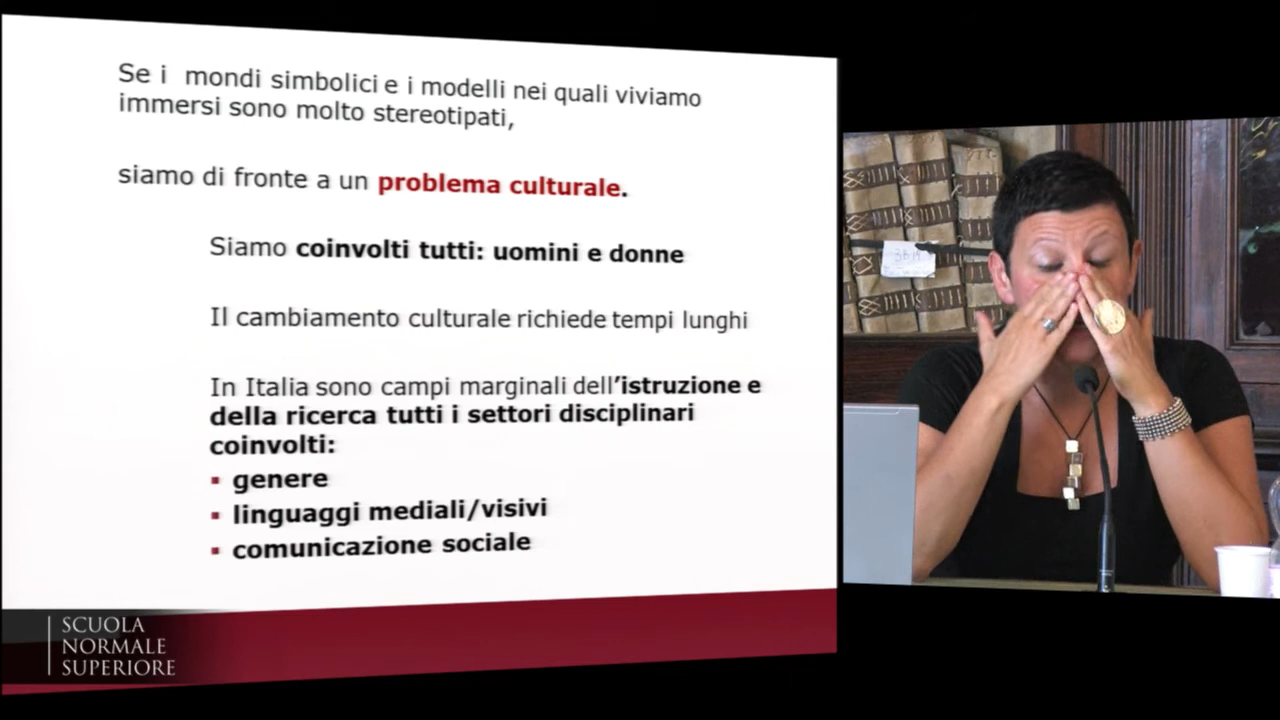 Se i mondi simbolici e i modelli nei quali viviamo
immersi sono molto stereotipati,
siamo di fronte a un problema culturale.
Siamo coinvolti tutti: uomini e donne
Il cambiamento culturale richiede tempi lunghi
In Italia sono campi marginali dell'istruzione e
della ricerca tutti i settori disciplinari
coinvolti:
▪ genere
▪ linguaggi mediali/visivi
▪ comunicazione sociale
SCUOLA
NORMALE
SUPERIORE